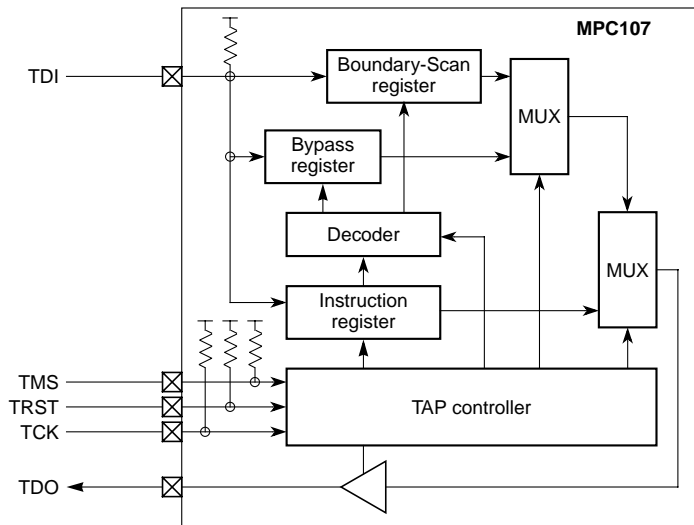 MPC107
TDI
Boundary-Scan
register
MUX
Bypass
register
Decoder
MUX
Instruction
register
TMS
TRST
TCK
TAP controller
TDO